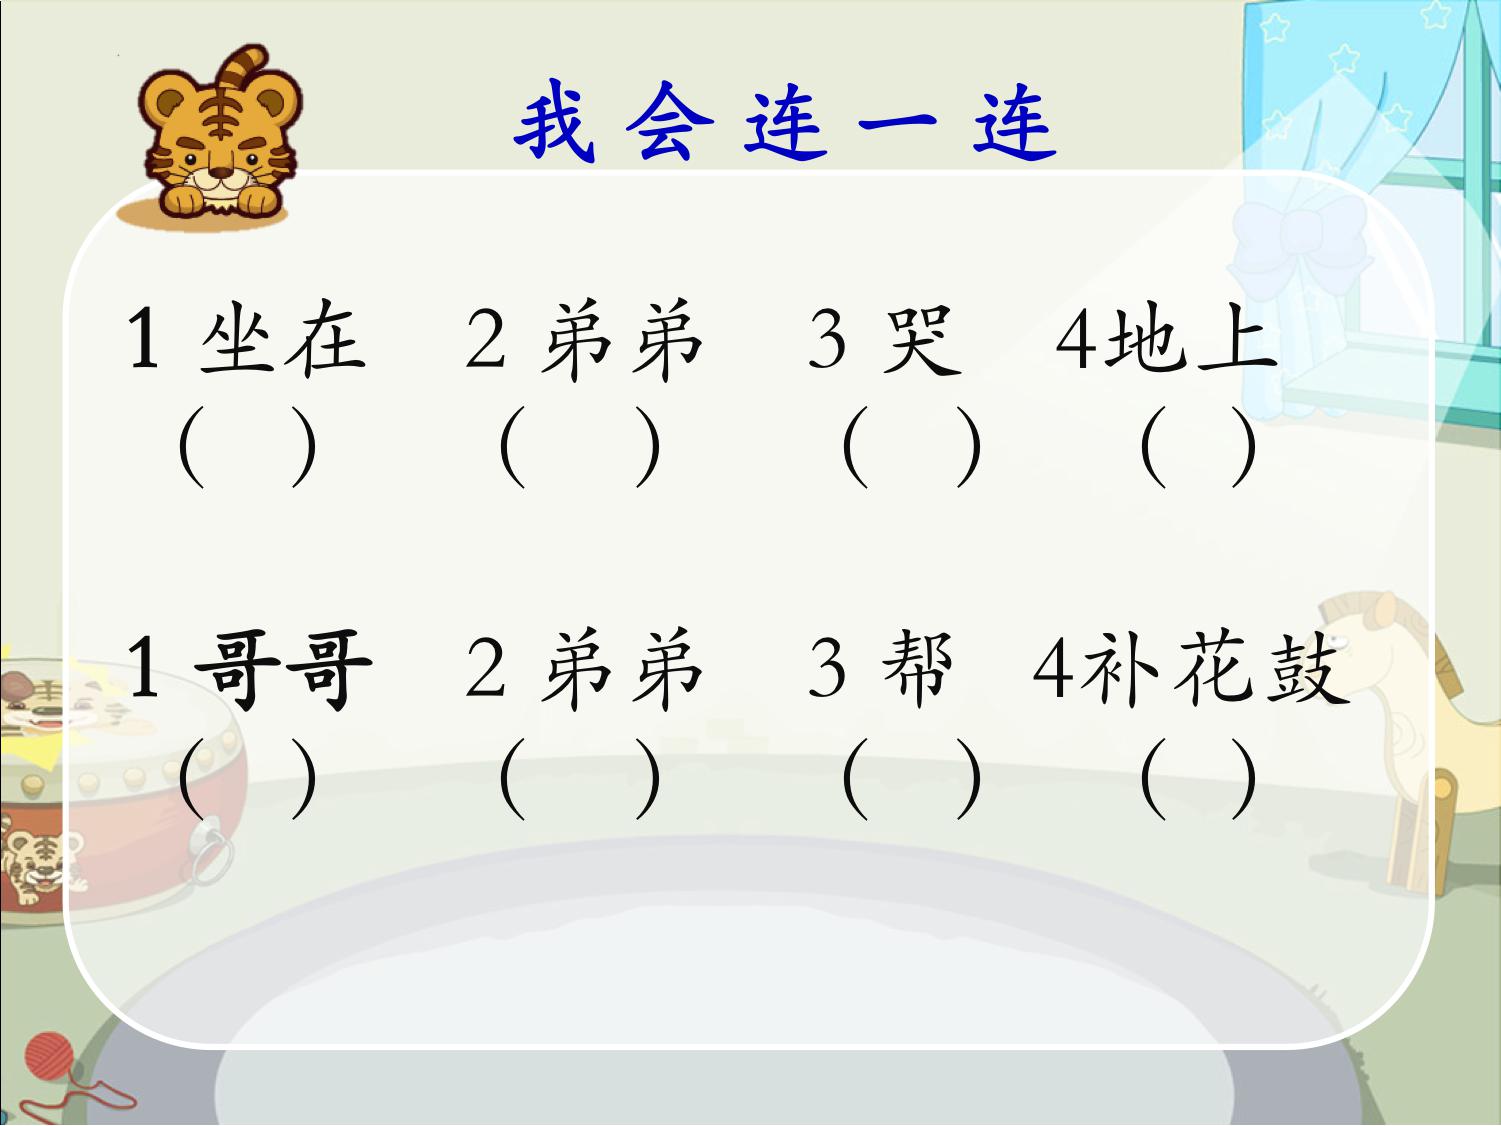 我会连一连
1 坐在 2 弟弟 3 哭 4地上
( ) ( ) ( ) ( )
1 哥哥 2 弟弟 3 帮 4补花鼓
( ) ( ) ( ) ( )